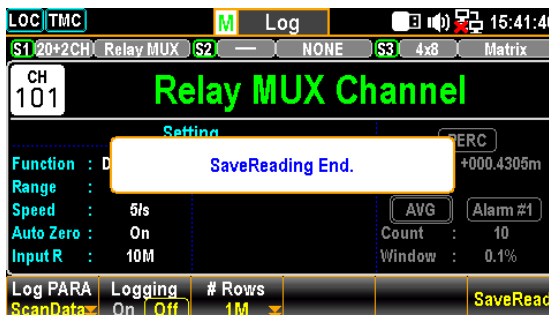 LOC TMC M Log 15:41:40
S1 20+2CH Relay MUX S2 — NONE S3 4x8 Matrix
CH
101
Relay MUX Channel
Setting
PERC
SaveReading End.
Function : D +000.4305m
Range :
Speed : 5/s AVG Alarm #1
Auto Zero : On Count : 10
Input R : 10M Window : 0.1%
Log PARA Logging # Rows
ScanData On Off 1M SaveRead